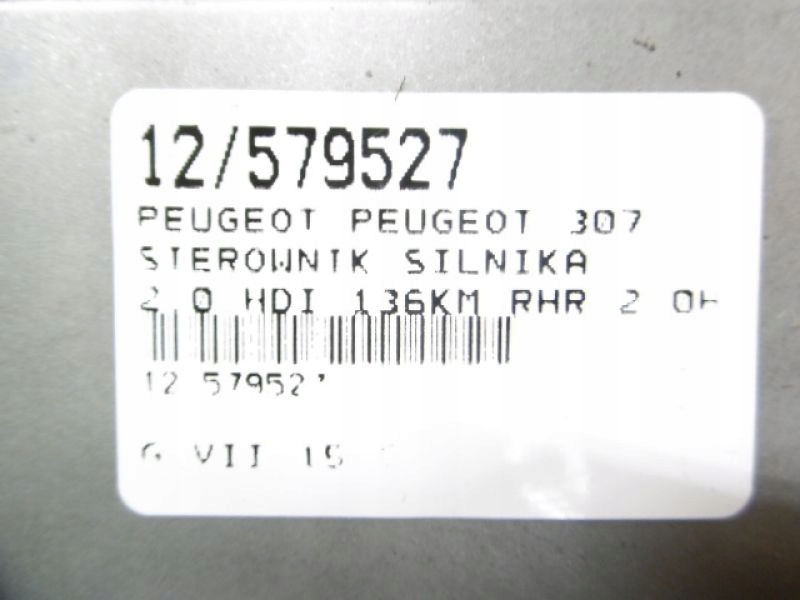 12/579527
PEUGEOT PEUGEOT 307
STEROWNIK SILNIKA
2.0 HDI 136KM RHR 2 0H
12 579527
G VII 15